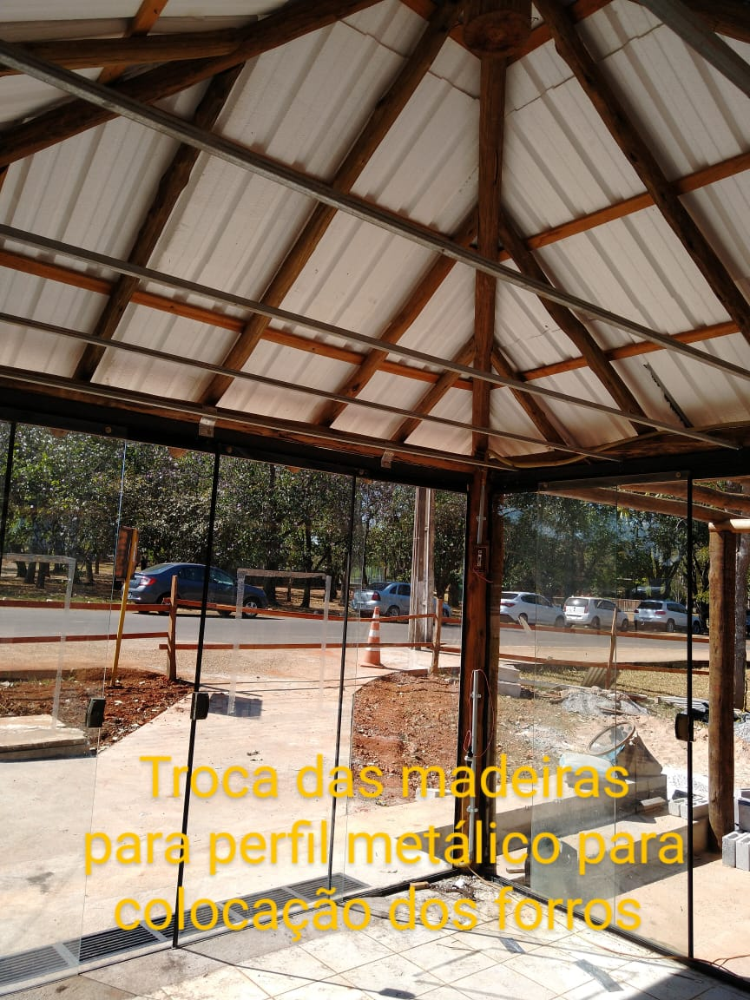 Troca das madeiras
para perfil metálico para
colocação dos forros